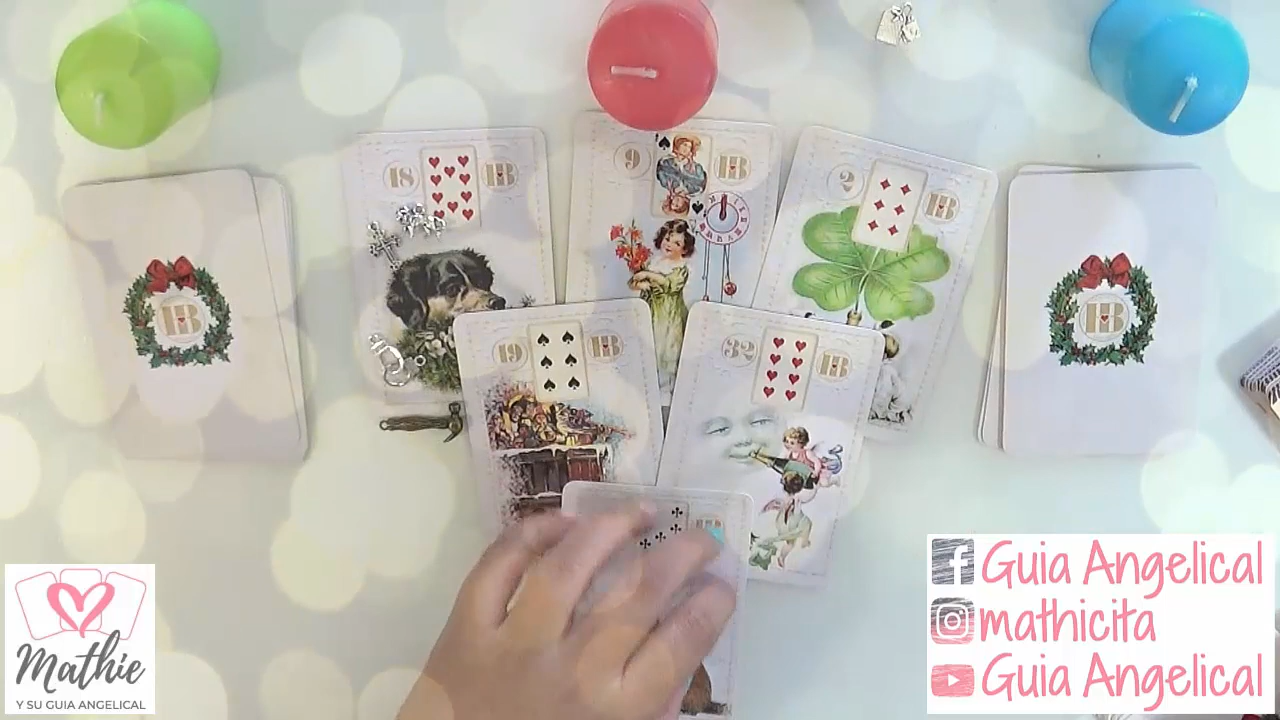 18
9
2
19
32
Mathie
Y SU GUIA ANGELICAL
Guia Angelical
mathicita
Guia Angelical